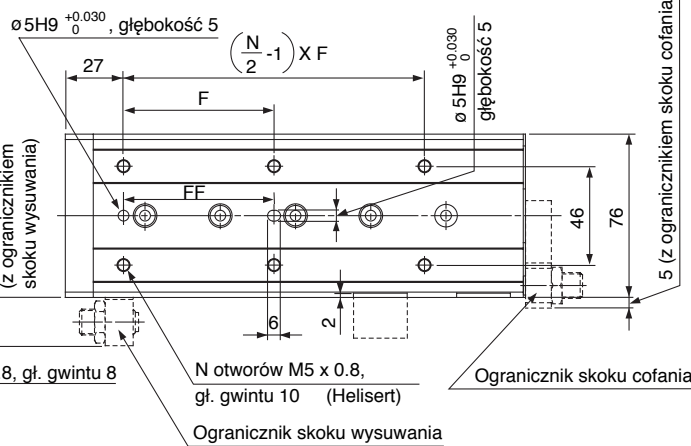 ø5H9 +0.030 0 , głębokość 5
27
(N/2 -1) X F
F
ø 5H9 +0.030 0
głębokość 5
5 (z ogranicznikiem skoku cofania
(z ogranicznikiem
skoku wysuwania)
FF
46
76
6
2
8, gł. gwintu 8
N otworów M5 x 0.8,
gł. gwintu 10 (Helisert)
Ogranicznik skoku cofania
Ogranicznik skoku wysuwania